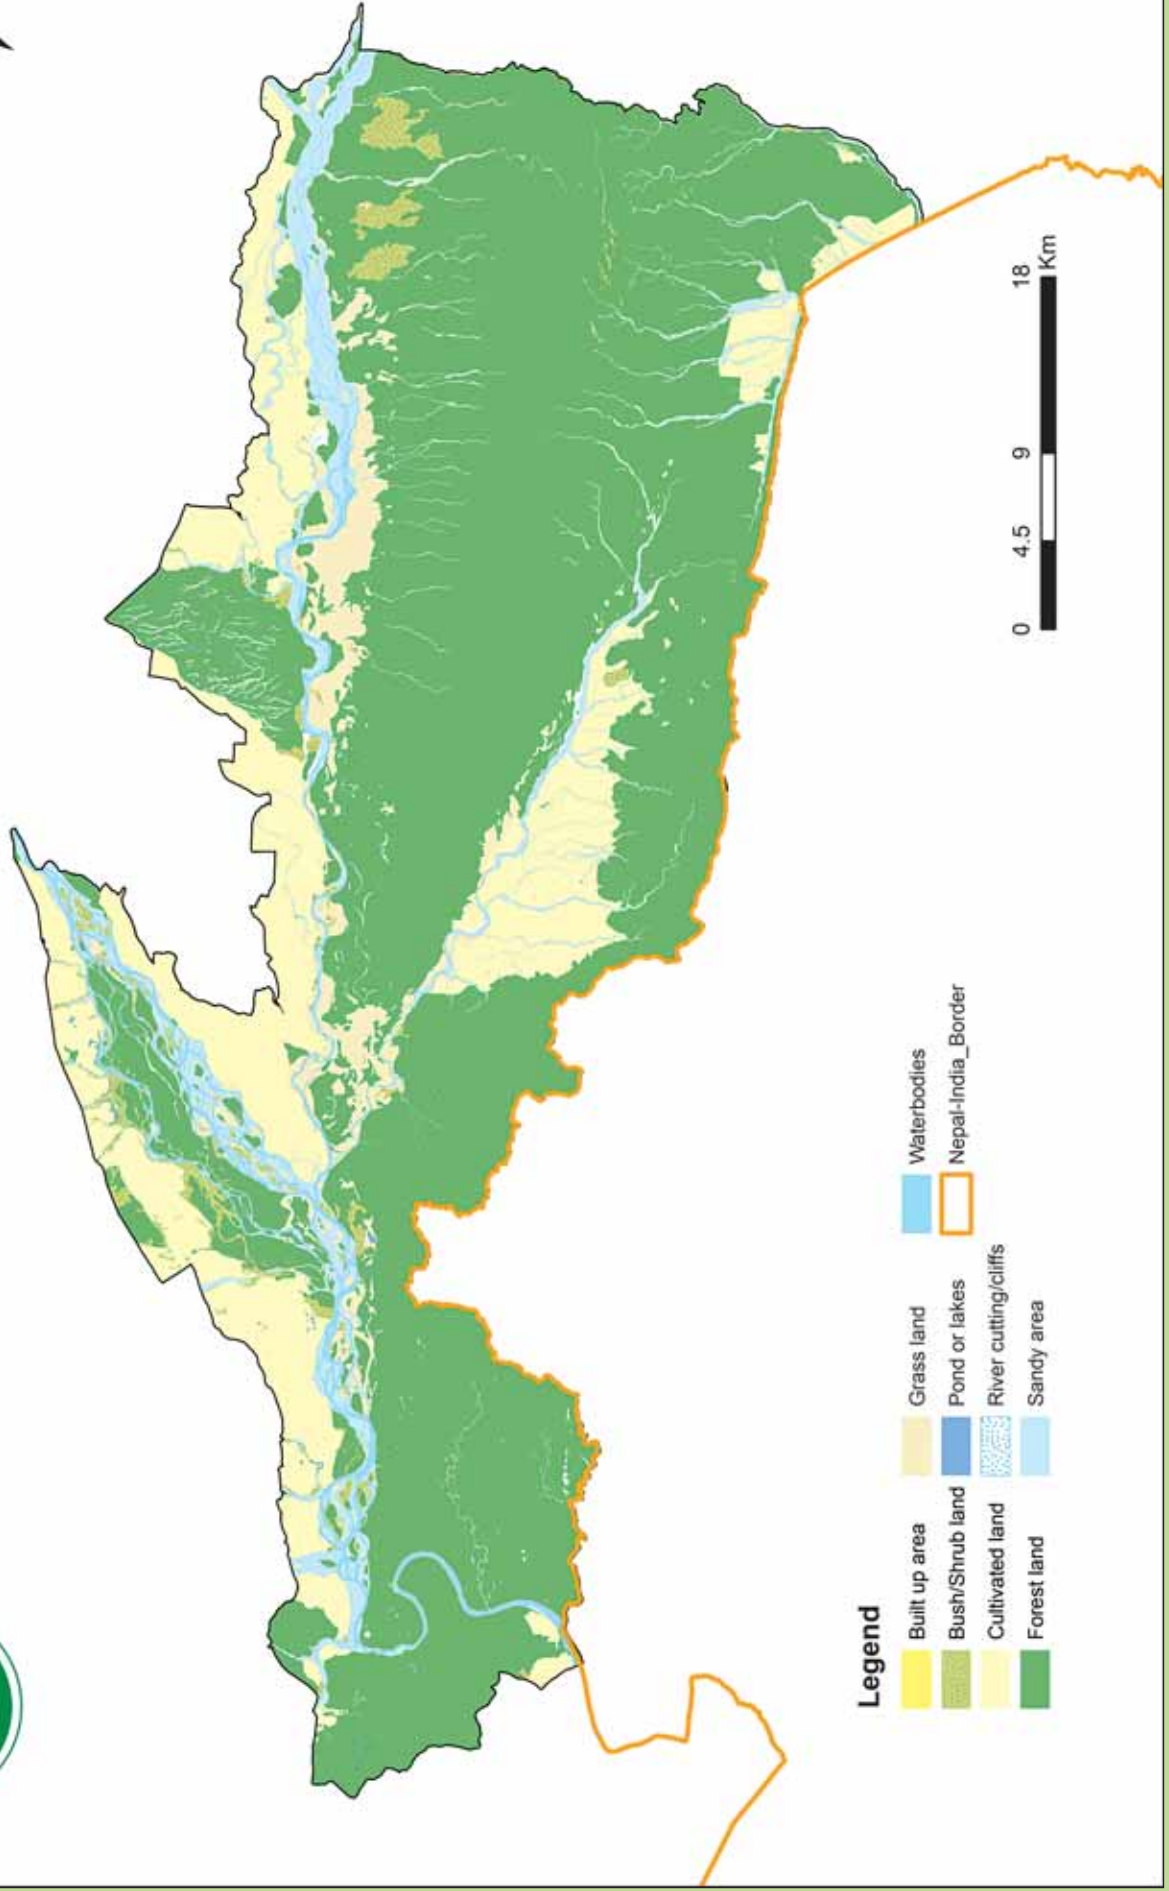 0 4.5 9 18
Km
Legend
Built up area
Bush/Shrub land
Cultivated land
Forest land
Grass land
Pond or lakes
River cutting/cliffs
Sandy area
Waterbodies
Nepal-India_Border